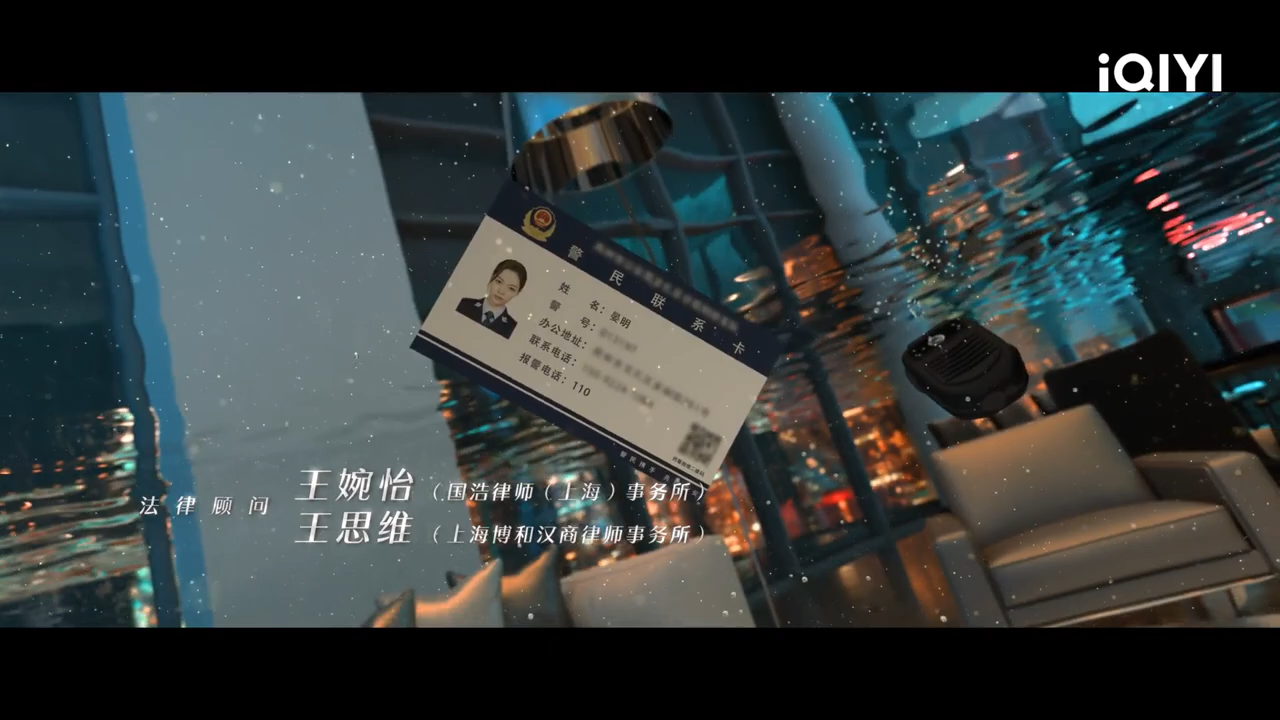 iQIYI
警民联系卡
姓名：晏明
警号：
办公地址：
联系电话：
报警电话：110
法律顾问
王婉怡（国浩律师（上海）事务所）
王思维（上海博和汉商律师事务所）